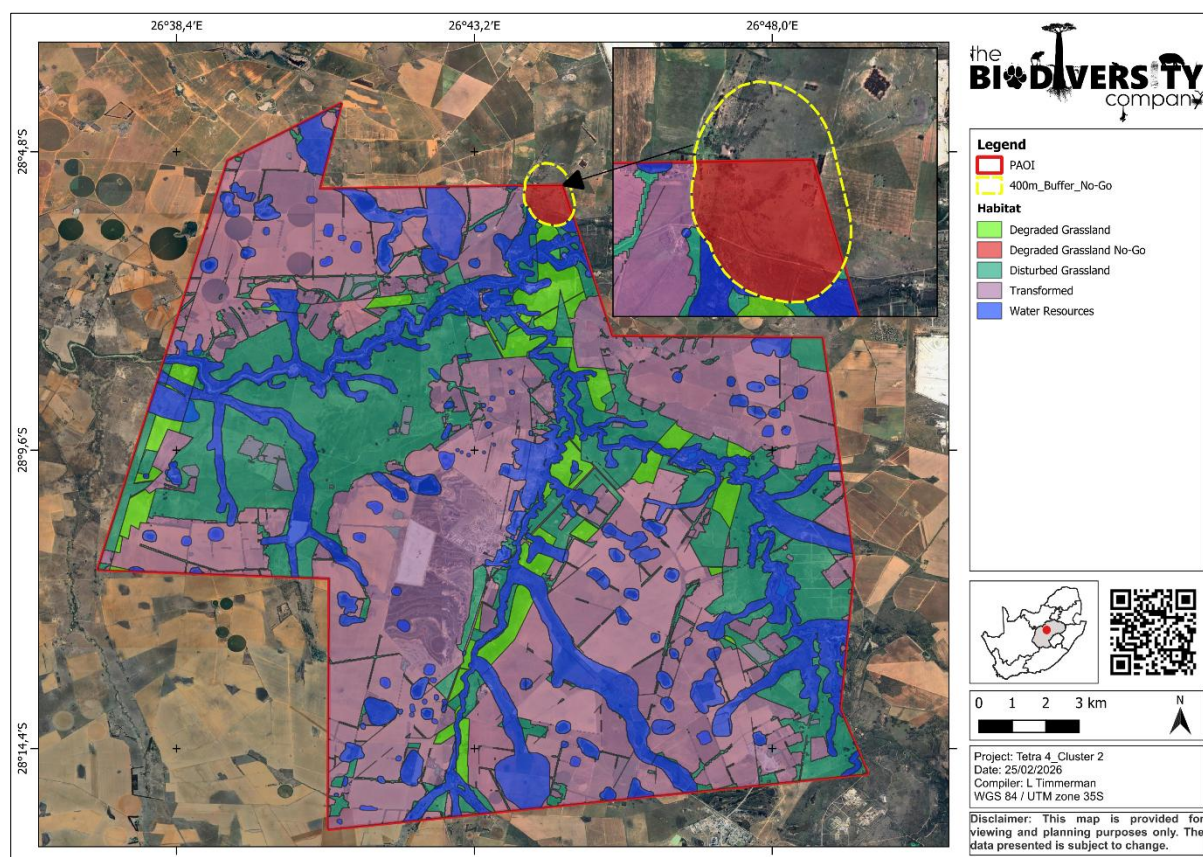 26°38,4'E
26°43,2'E
26°48,0'E
28°4,8'S
28°9,6'S
28°14,4'S
the
BIODIVERSITY
company
Legend
PAOI
400m_Buffer_No-Go
Habitat
Degraded Grassland
Degraded Grassland No-Go
Disturbed Grassland
Transformed
Water Resources
0 1 2 3 km
N
Project: Tetra 4_Cluster 2
Date: 25/02/2026
Compiler: L Timmerman
WGS 84 / UTM zone 35S
Disclaimer: This map is provided for
viewing and planning purposes only. The
data presented is subject to change.